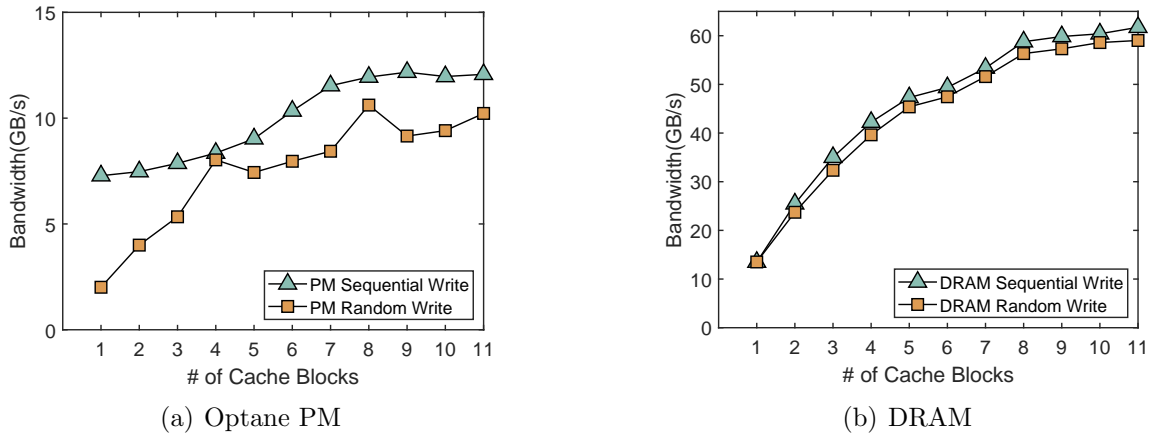 15
10
5
0
Bandwidth(GB/s)
PM Sequential Write
PM Random Write
1 2 3 4 5 6 7 8 9 10 11
# of Cache Blocks
(a) Optane PM
60
50
40
30
20
10
0
Bandwidth(GB/s)
DRAM Sequential Write
DRAM Random Write
1 2 3 4 5 6 7 8 9 10 11
# of Cache Blocks
(b) DRAM